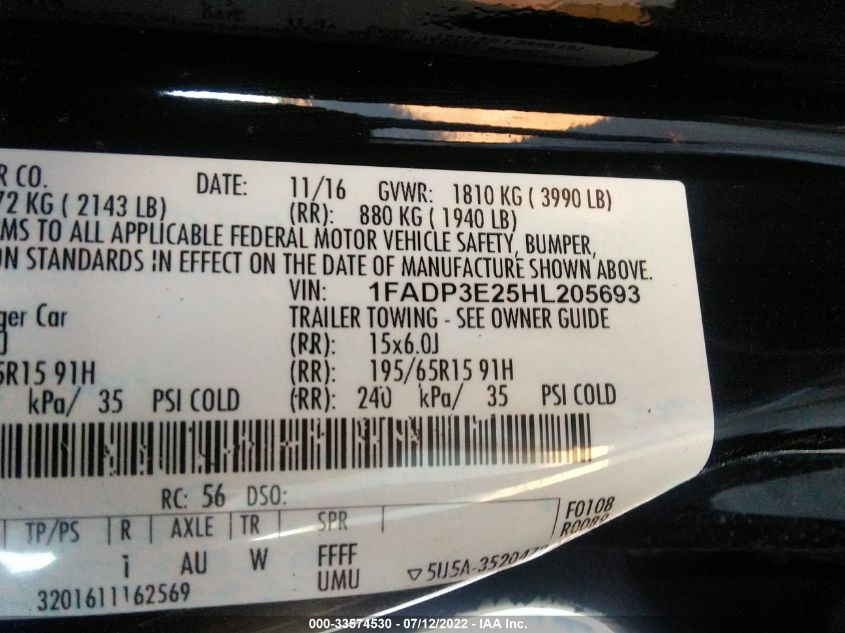 R CO. DATE: 11/16 GVWR: 1810 KG ( 3990 LB)
72 KG ( 2143 LB) (RR): 880 KG ( 1940 LB)
MS TO ALL APPLICABLE FEDERAL MOTOR VEHICLE SAFETY, BUMPER,
ON STANDARDS IN EFFECT ON THE DATE OF MANUFACTURE SHOWN ABOVE.
VIN: 1FADP3E25HL205693
ger Car TRAILER TOWING - SEE OWNER GUIDE
J (RR): 15x6.0J
5R15 91H (RR): 195/65R15 91H
kPa/ 35 PSI COLD (RR): 240 kPa/ 35 PSI COLD
RC: 56 DSO:
F0108
TP/PS R AXLE TR SPR
R0089
i AU W FFFF
UMU
3201611162569
000-33574530 - 07/12/2022 - IAA Inc.